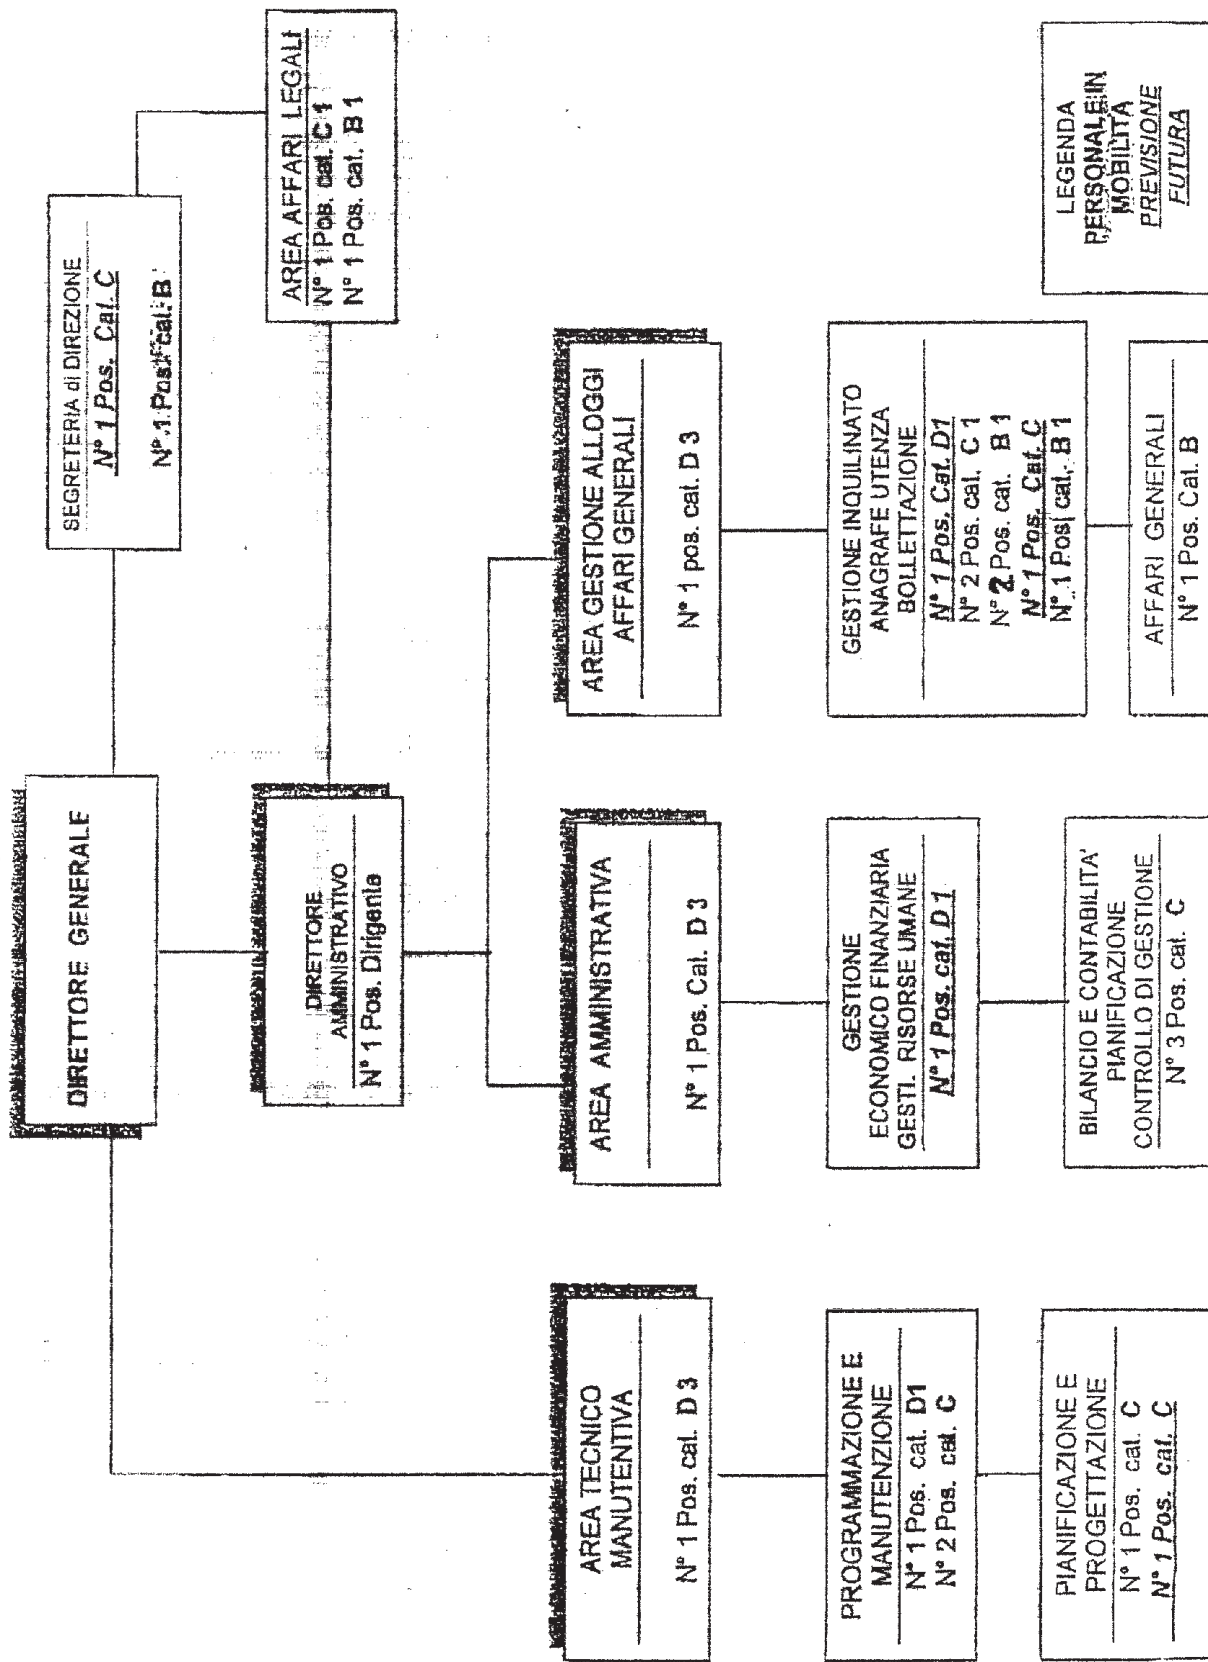 DIRETTORE GENERALE
SEGRETERIA di DIREZIONE
N° 1 Pos. Cat. C
N° 1 Pos. cat. B
DIRETTORE
AMMINISTRATIVO
N° 1 Pos. Dirigente
AREA AFFARI LEGALI
N° 1 Pos. cat. C 1
N° 1 Pos. cat. B 1
AREA TECNICO
MANUTENTIVA
N° 1 Pos. cat. D 3
AREA AMMINISTRATIVA
N° 1 Pos. Cat. D 3
AREA GESTIONE ALLOGGI
AFFARI GENERALI
N° 1 pos. cat. D 3
PROGRAMMAZIONE E
MANUTENZIONE
N° 1 Pos. cat. D1
N° 2 Pos. cat. C
GESTIONE
ECONOMICO FINANZIARIA
GESTI. RISORSE UMANE
N° 1 Pos. cat. D 1
GESTIONE INQUILINATO
ANAGRAFE UTENZA
BOLLETTAZIONE
N° 1 Pos. Cat. D1
N° 2 Pos. cat. C 1
N° 2 Pos. cat. B 1
N° 1 Pos. Cat. C
N° 1 Pos cat. B 1
PIANIFICAZIONE E
PROGETTAZIONE
N° 1 Pos. cat. C
N° 1 Pos. cat. C
BILANCIO E CONTABILITA'
PIANIFICAZIONE
CONTROLLO DI GESTIONE
N° 3 Pos. cat. C
AFFARI GENERALI
N° 1 Pos. Cat. B
LEGENDA
PERSONALE IN
MOBILITA
PREVISIONE
FUTURA